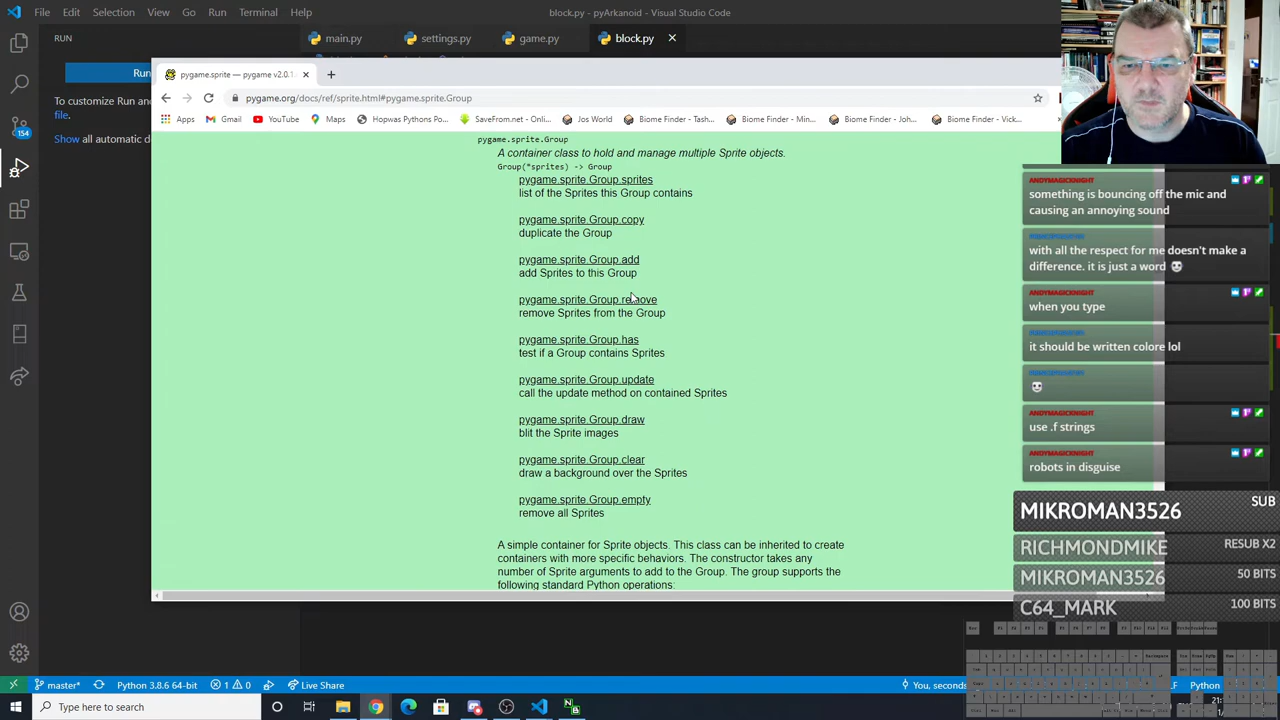 File Edit Selection View Go Run Terminal Help
block.py - pyArkanoid - Visual Studio Code
RUN
main.py
settings.py
game.py
block.py
Run
To customize Run and
file.
Show all automatic d
154
pygame.sprite — pygame v2.0.1
pygame.org/docs/ref/sprite.html#pygame.sprite.Group
Apps Gmail YouTube Maps Hopwas Pythons Po... SaveFrom.net - Onli... Jos World Biome Finder - Tash... Biome Finder - Min... Biome Finder - Joh... Biome Finder - Vick...
pygame.sprite.Group
A container class to hold and manage multiple Sprite objects.
Group(*sprites) -> Group
pygame.sprite.Group.sprites
list of the Sprites this Group contains
pygame.sprite.Group.copy
duplicate the Group
pygame.sprite.Group.add
add Sprites to this Group
pygame.sprite.Group.remove
remove Sprites from the Group
pygame.sprite.Group.has
test if a Group contains Sprites
pygame.sprite.Group.update
call the update method on contained Sprites
pygame.sprite.Group.draw
blit the Sprite images
pygame.sprite.Group.clear
draw a background over the Sprites
pygame.sprite.Group.empty
remove all Sprites
A simple container for Sprite objects. This class can be inherited to create
containers with more specific behaviors. The constructor takes any
number of Sprite arguments to add to the Group. The group supports the
following standard Python operations:
ANDYMAGICKNIGHT
something is bouncing off the mic and
causing an annoying sound
with all the respect for me doesn't make a
difference. it is just a word
ANDYMAGICKNIGHT
when you type
it should be written colore lol
ANDYMAGICKNIGHT
use .f strings
ANDYMAGICKNIGHT
robots in disguise
MIKROMAN3526 SUB
RICHMONDMIKE RESUB X2
MIKROMAN3526 50 BITS
C64_MARK 100 BITS
master* Python 3.8.6 64-bit 1 0 Live Share
You, seconds
Python
Type here to search